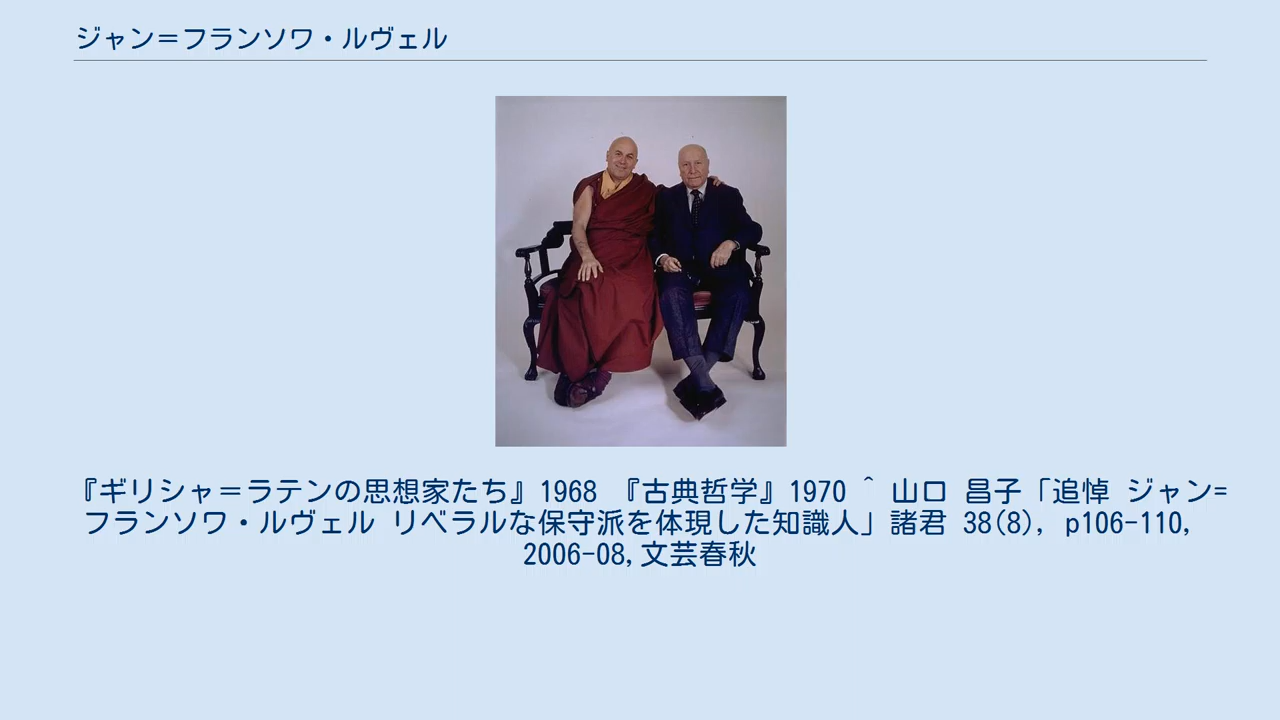 ジャン＝フランソワ・ルヴェル
『ギリシャ＝ラテンの思想家たち』1968 『古典哲学』1970 ^ 山口 昌子「追悼 ジャン=
フランソワ・ルヴェル リベラルな保守派を体現した知識人」諸君 38(8), p106-110,
2006-08,文芸春秋